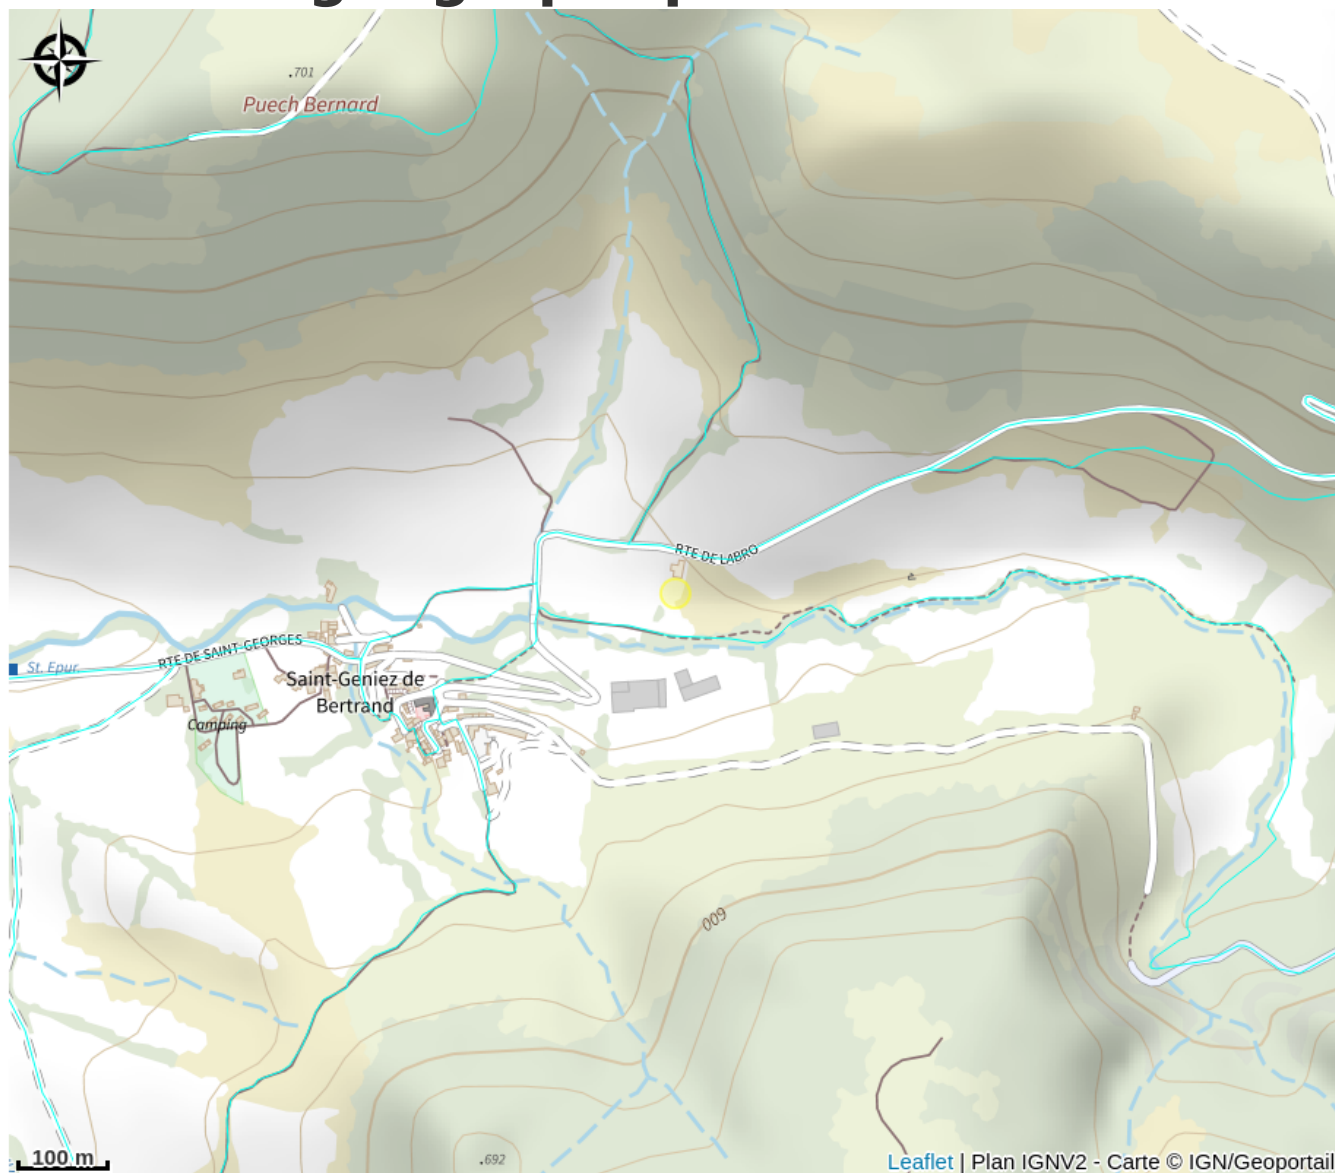 .701
Puech Bernard
RTE DE LABRO
RTE DE SAINT-GEORGES
St. Epur.
Saint-Geniez de
Bertrand
Camping
600
.692
100 m
Leaflet | Plan IGNV2 - Carte © IGN/Geoportail